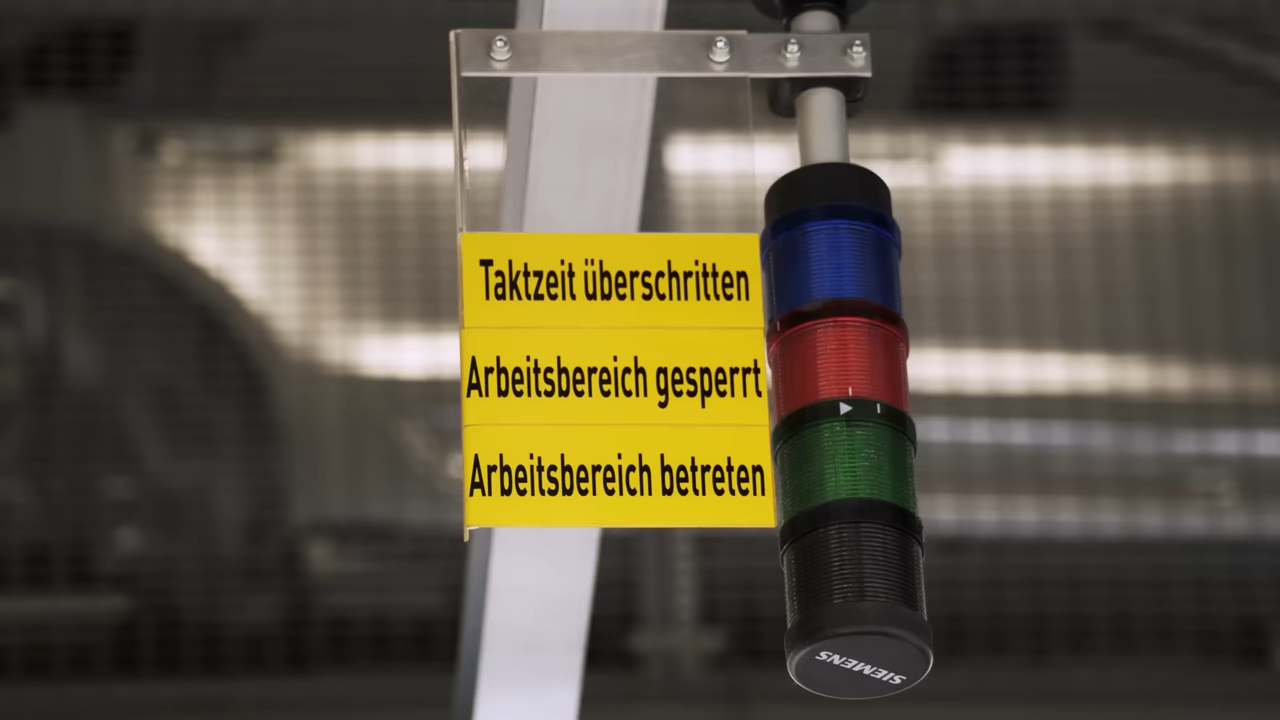 Taktzeit überschritten
Arbeitsbereich gesperrt
Arbeitsbereich betreten
SIEMENS